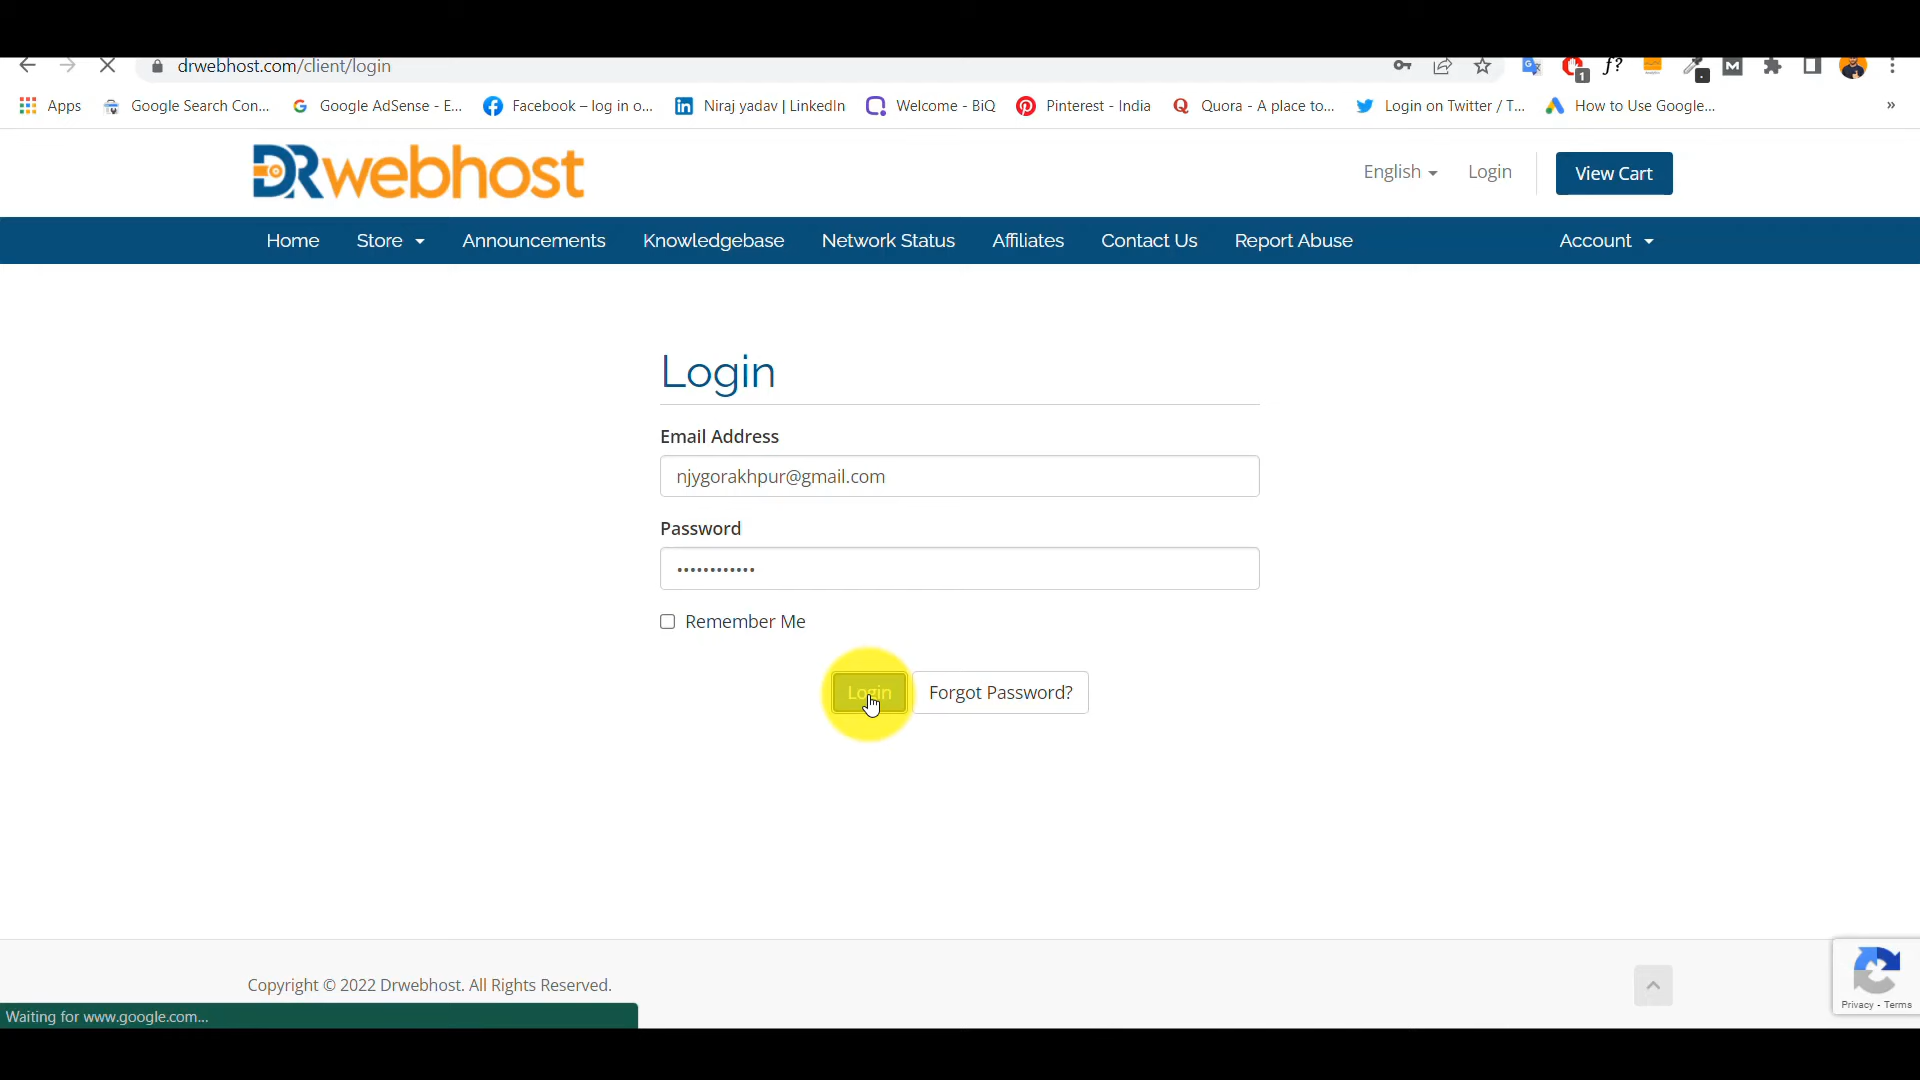 drwebhost.com/client/login
1
f?
Apps
Google Search Con...
Google AdSense - E...
Facebook – log in o...
Niraj yadav | LinkedIn
Welcome - BiQ
Pinterest - India
Quora - A place to...
Login on Twitter / T...
How to Use Google...
»
DRwebhost
English
Login
View Cart
Home
Store
Announcements
Knowledgebase
Network Status
Affiliates
Contact Us
Report Abuse
Account
Login
Email Address
njygorakhpur@gmail.com
Password
••••••••••••
Remember Me
Login
Forgot Password?
Copyright © 2022 Drwebhost. All Rights Reserved.
Privacy - Terms
Waiting for www.google.com...